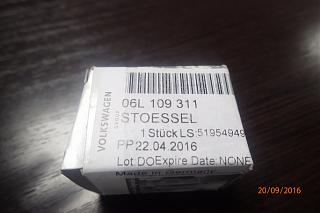 VOLKSWAGEN
GROUP
06L 109 311
STOESSEL
1 Stück LS:51954949
PP22.04.2016
Lot DOExpire Date:NONE
Made in Germany
20/09/2016